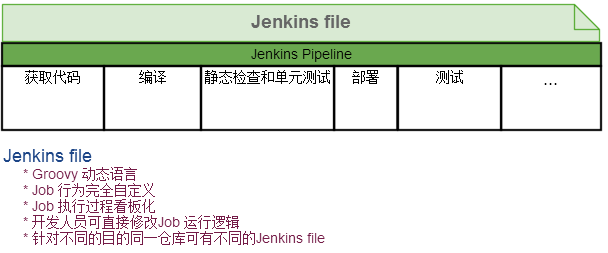 Jenkins file
Jenkins Pipeline
获取代码 编译 静态检查和单元测试 部署 测试 ...
Jenkins file
* Groovy 动态语言
* Job 行为完全自定义
* Job 执行过程看板化
* 开发人员可直接修改Job 运行逻辑
* 针对不同的目的同一仓库可有不同的Jenkins file